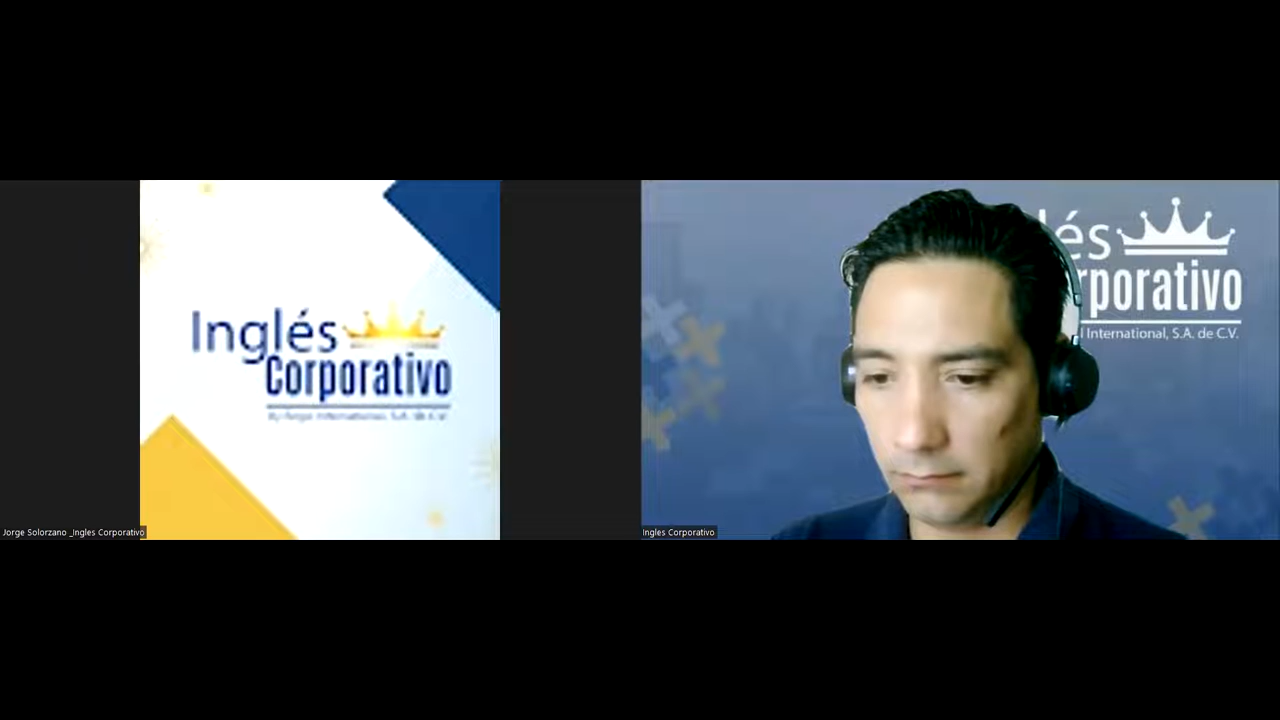 Inglés
Corporativo
Jorge Solorzano _Ingles Corporativo
lés
rporativo
l International, S.A. de C.V.
Ingles Corporativo